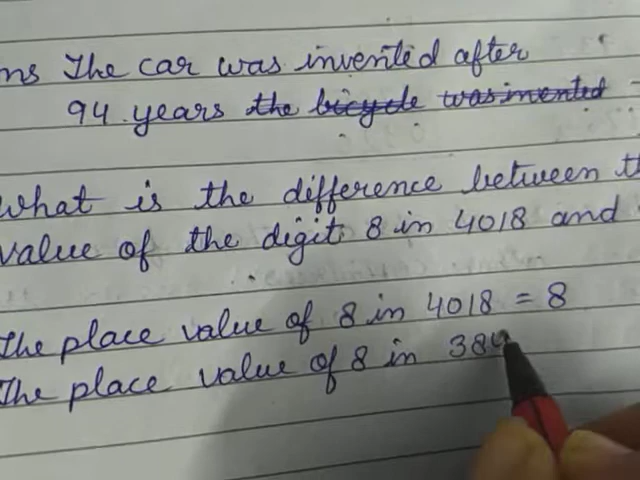 ns The car was invented after
94 years the bicycle was invented
what is the difference between th
value of the digit 8 in 4018 and
The place value of 8 in 4018 = 8
The place value of 8 in 38